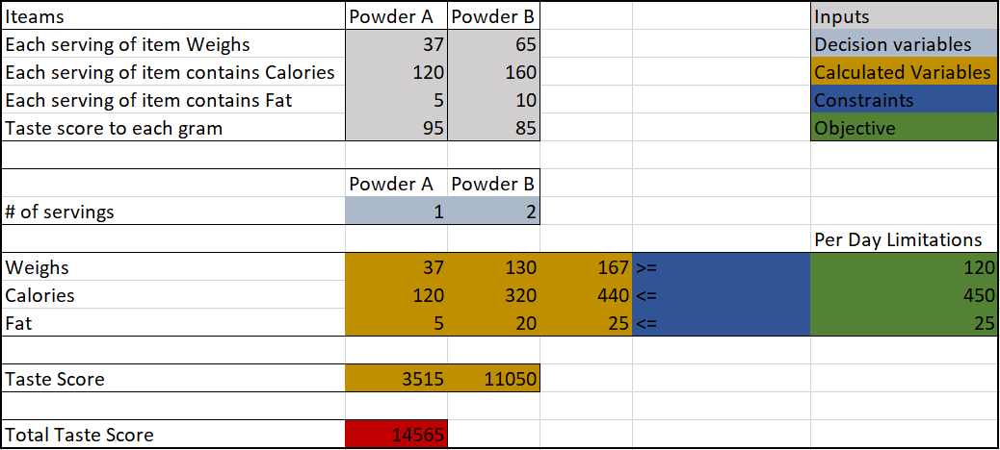 Iteams Powder A Powder B Inputs
Each serving of item Weighs 37 65 Decision variables
Each serving of item contains Calories 120 160 Calculated Variables
Each serving of item contains Fat 5 10 Constraints
Taste score to each gram 95 85 Objective
Powder A Powder B
# of servings 1 2
Per Day Limitations
Weighs 37 130 167 >= 120
Calories 120 320 440 <= 450
Fat 5 20 25 <= 25
Taste Score 3515 11050
Total Taste Score 14565